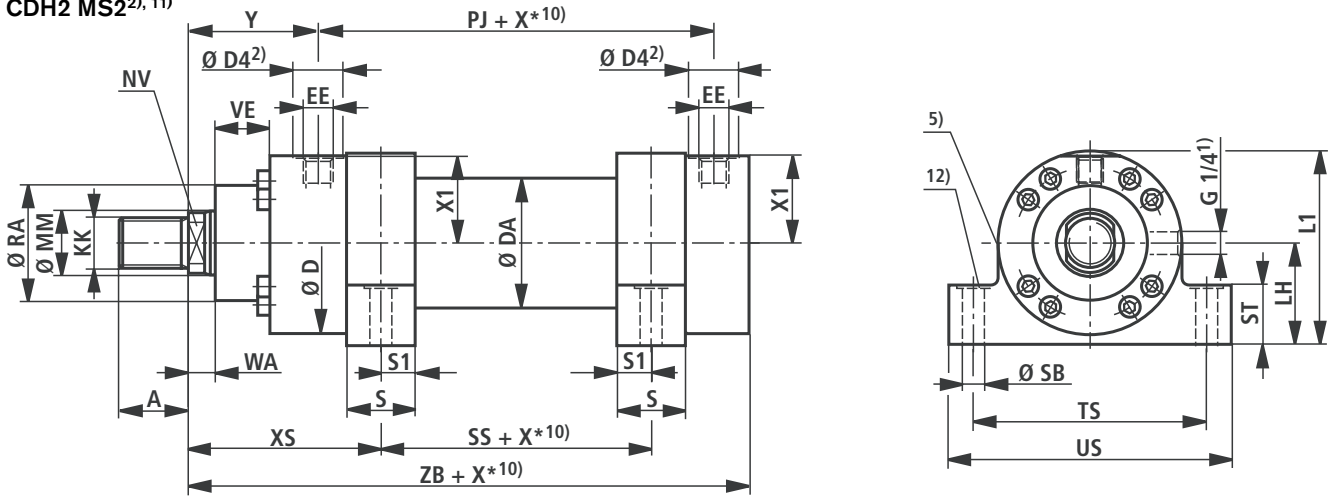 CDH2 MS2²⁾, ¹¹⁾
Y
PJ + X*¹⁰⁾
Ø D4²⁾
Ø D4²⁾
NV
EE
EE
VE
5)
G 1/4¹⁾
12)
Ø RA
Ø MM
KK
X1
Ø DA
X1
L1
Ø D
LH
ST
WA
S1
S1
Ø SB
A
S
S
TS
XS
SS + X*¹⁰⁾
US
ZB + X*¹⁰⁾